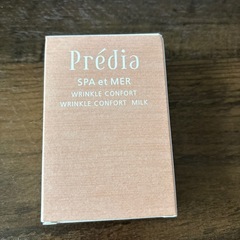 Prédia
SPA et MER
WRINKLE CONFORT
WRINKLE CONFORT MILK